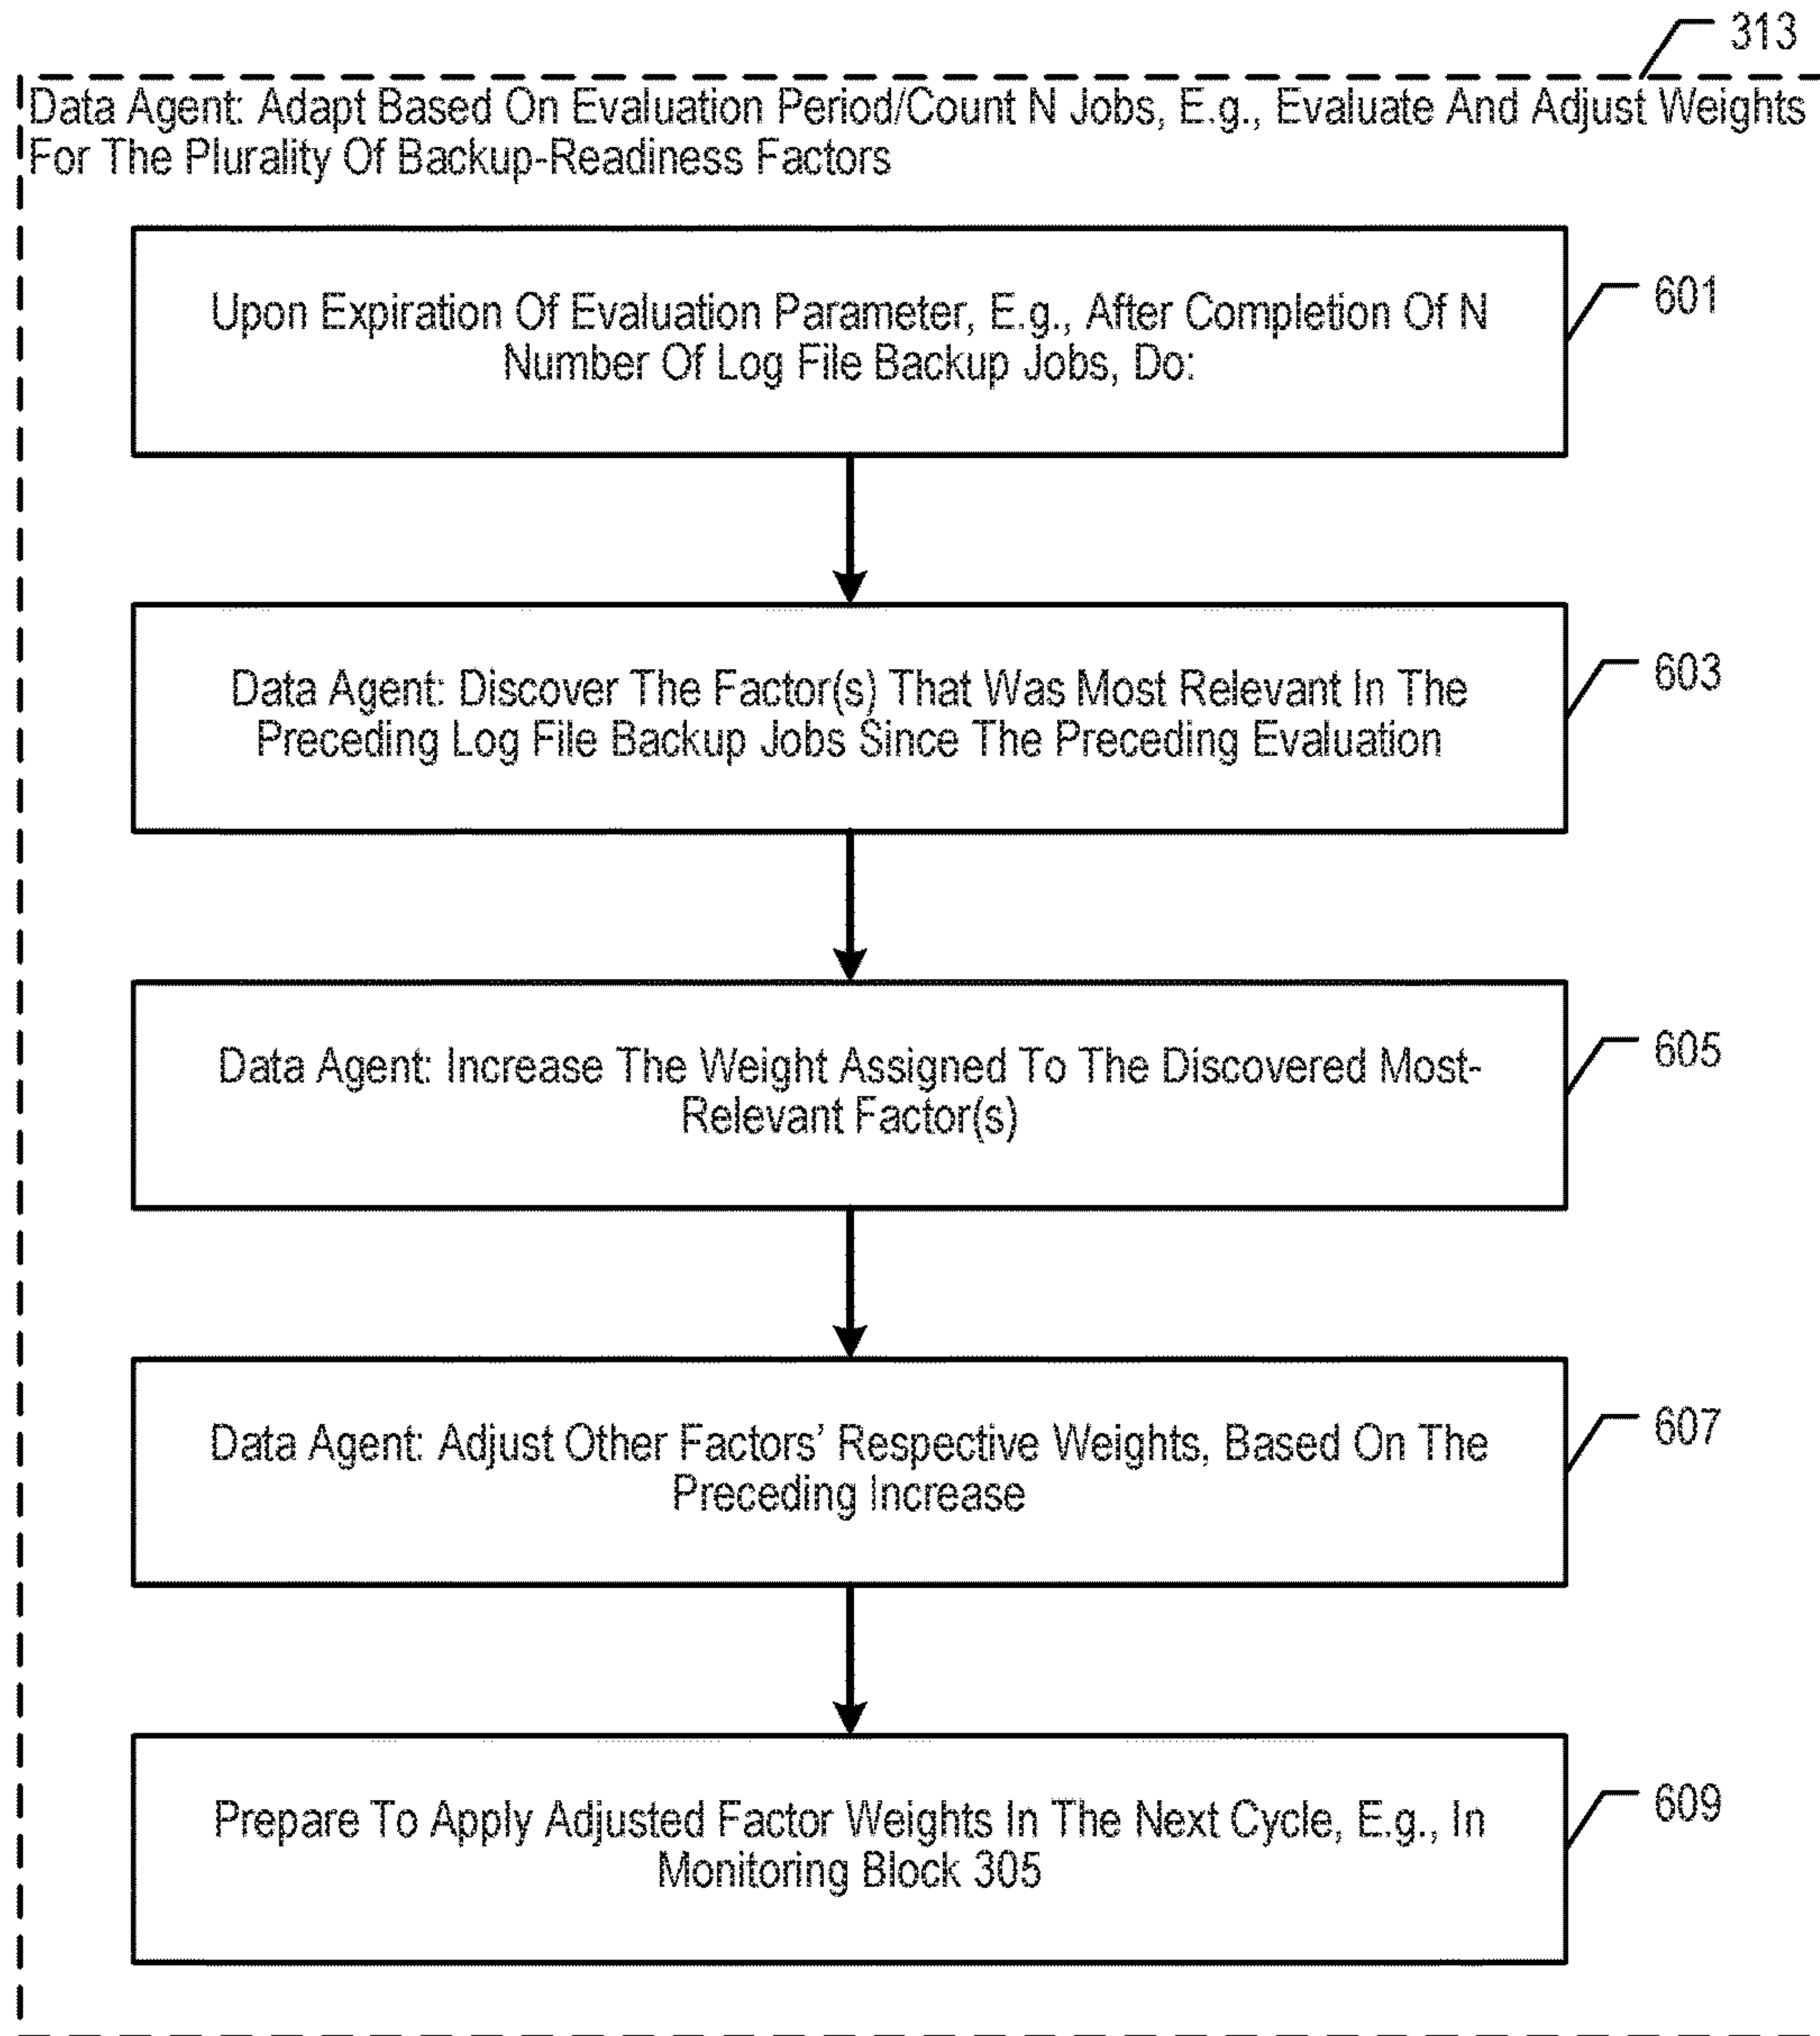 313
Data Agent: Adapt Based On Evaluation Period/Count N Jobs, E.g., Evaluate And Adjust Weights
For The Plurality Of Backup-Readiness Factors
Upon Expiration Of Evaluation Parameter, E.g., After Completion Of N
Number Of Log File Backup Jobs, Do:
601
Data Agent: Discover The Factor(s) That Was Most Relevant In The
Preceding Log File Backup Jobs Since The Preceding Evaluation
603
Data Agent: Increase The Weight Assigned To The Discovered Most-
Relevant Factor(s)
605
Data Agent: Adjust Other Factors’ Respective Weights, Based On The
Preceding Increase
607
Prepare To Apply Adjusted Factor Weights In The Next Cycle, E.g., In
Monitoring Block 305
609